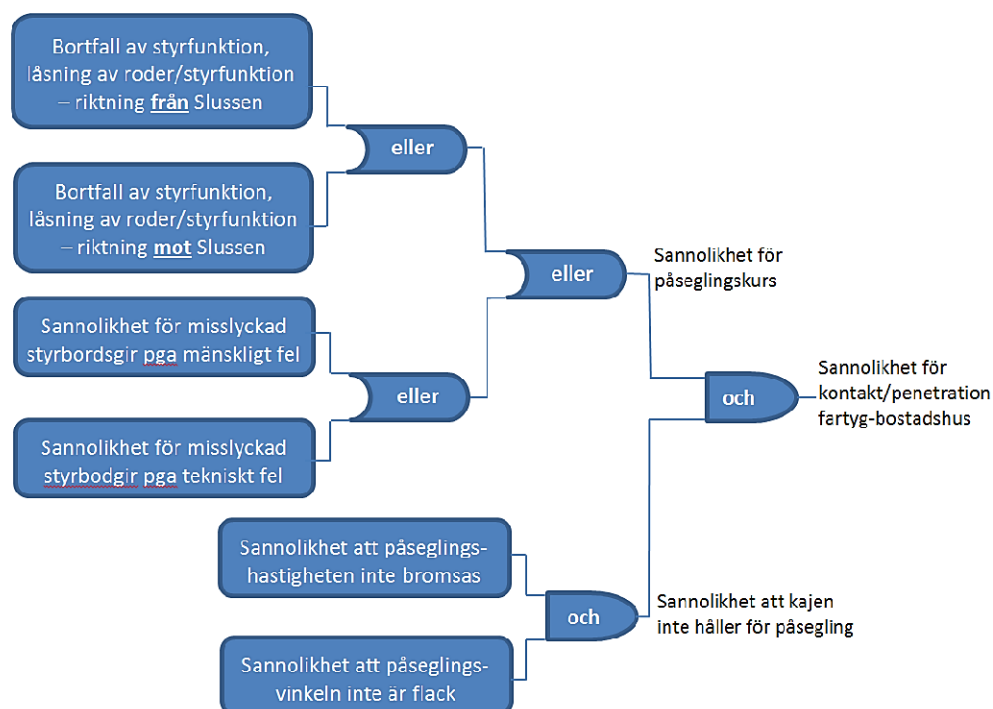 Bortfall av styrfunktion,
låsning av roder/styrfunktion
– riktning från Slussen
eller
Bortfall av styrfunktion,
låsning av roder/styrfunktion
– riktning mot Slussen
eller
Sannolikhet för
påseglingskurs
Sannolikhet för misslyckad
styrbordsgir pga mänskligt fel
eller
Sannolikhet för misslyckad
styrbodgir pga tekniskt fel
och
Sannolikhet för
kontakt/penetration
fartyg-bostadshus
Sannolikhet att påseglings-
hastigheten inte bromsas
och
Sannolikhet att kajen
inte håller för påsegling
Sannolikhet att påseglings-
vinkeln inte är flack